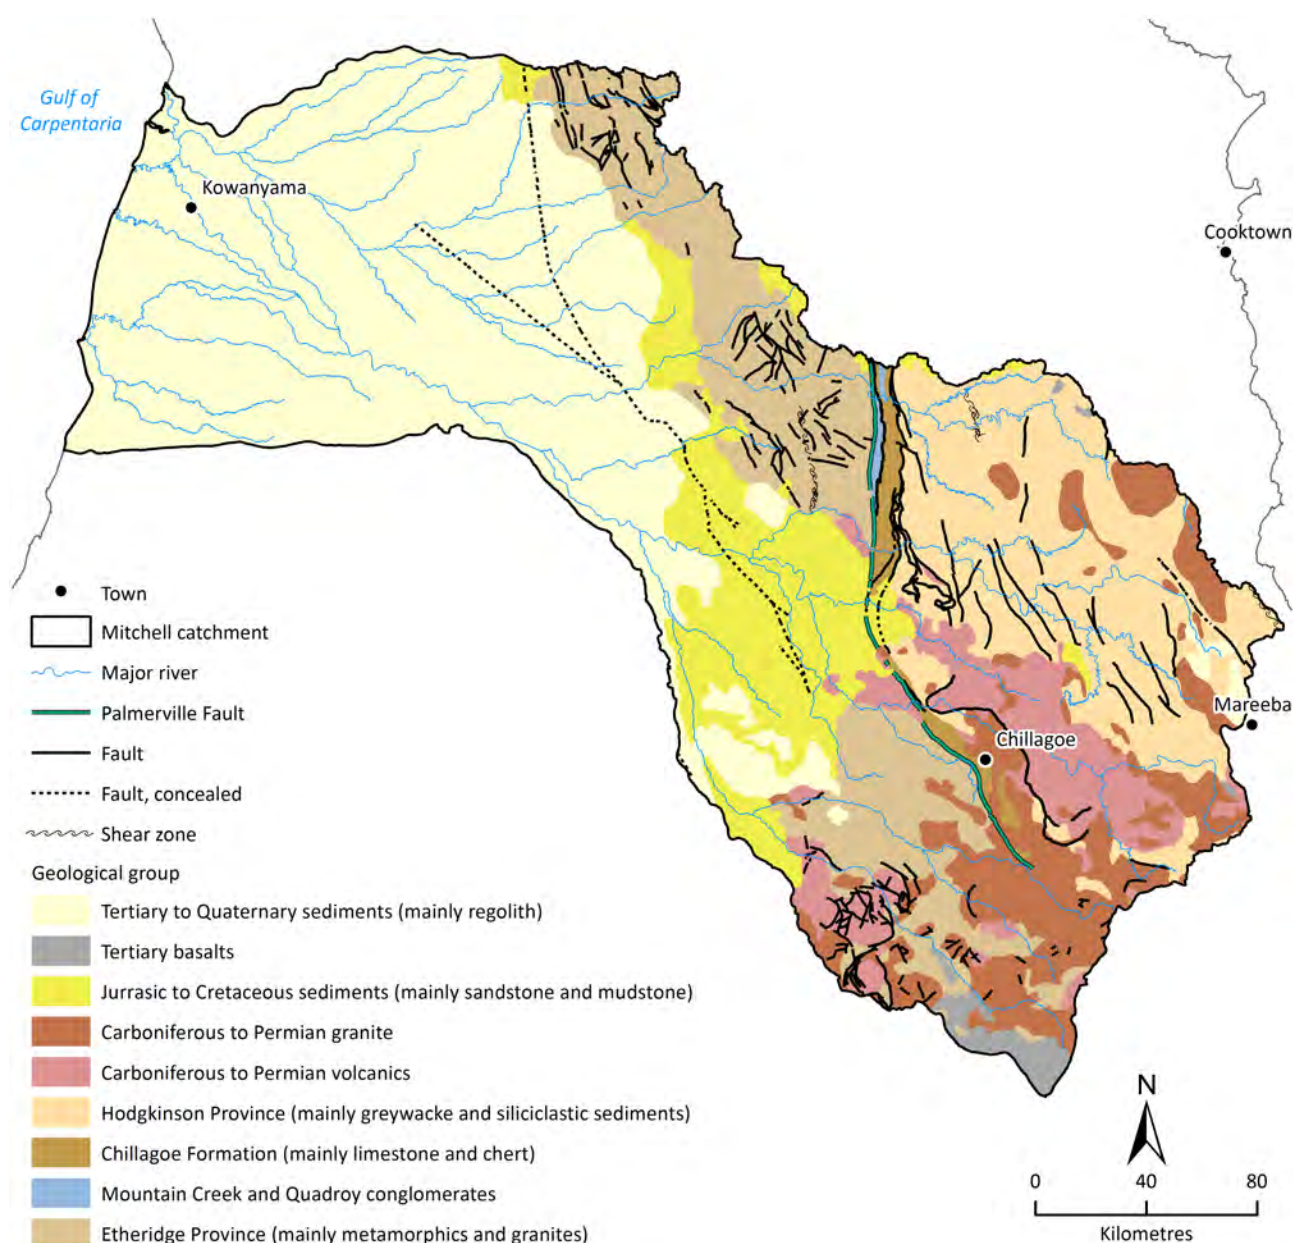 Gulf of
Carpentaria
Kowanyama
Cooktown
Mareeba
Chillagoe
Town
Mitchell catchment
Major river
Palmerville Fault
Fault
Fault, concealed
Shear zone
Geological group
Tertiary to Quaternary sediments (mainly regolith)
Tertiary basalts
Jurrasic to Cretaceous sediments (mainly sandstone and mudstone)
Carboniferous to Permian granite
Carboniferous to Permian volcanics
Hodgkinson Province (mainly greywacke and siliciclastic sediments)
Chillagoe Formation (mainly limestone and chert)
Mountain Creek and Quadroy conglomerates
Etheridge Province (mainly metamorphics and granites)
N
0 40 80
Kilometres